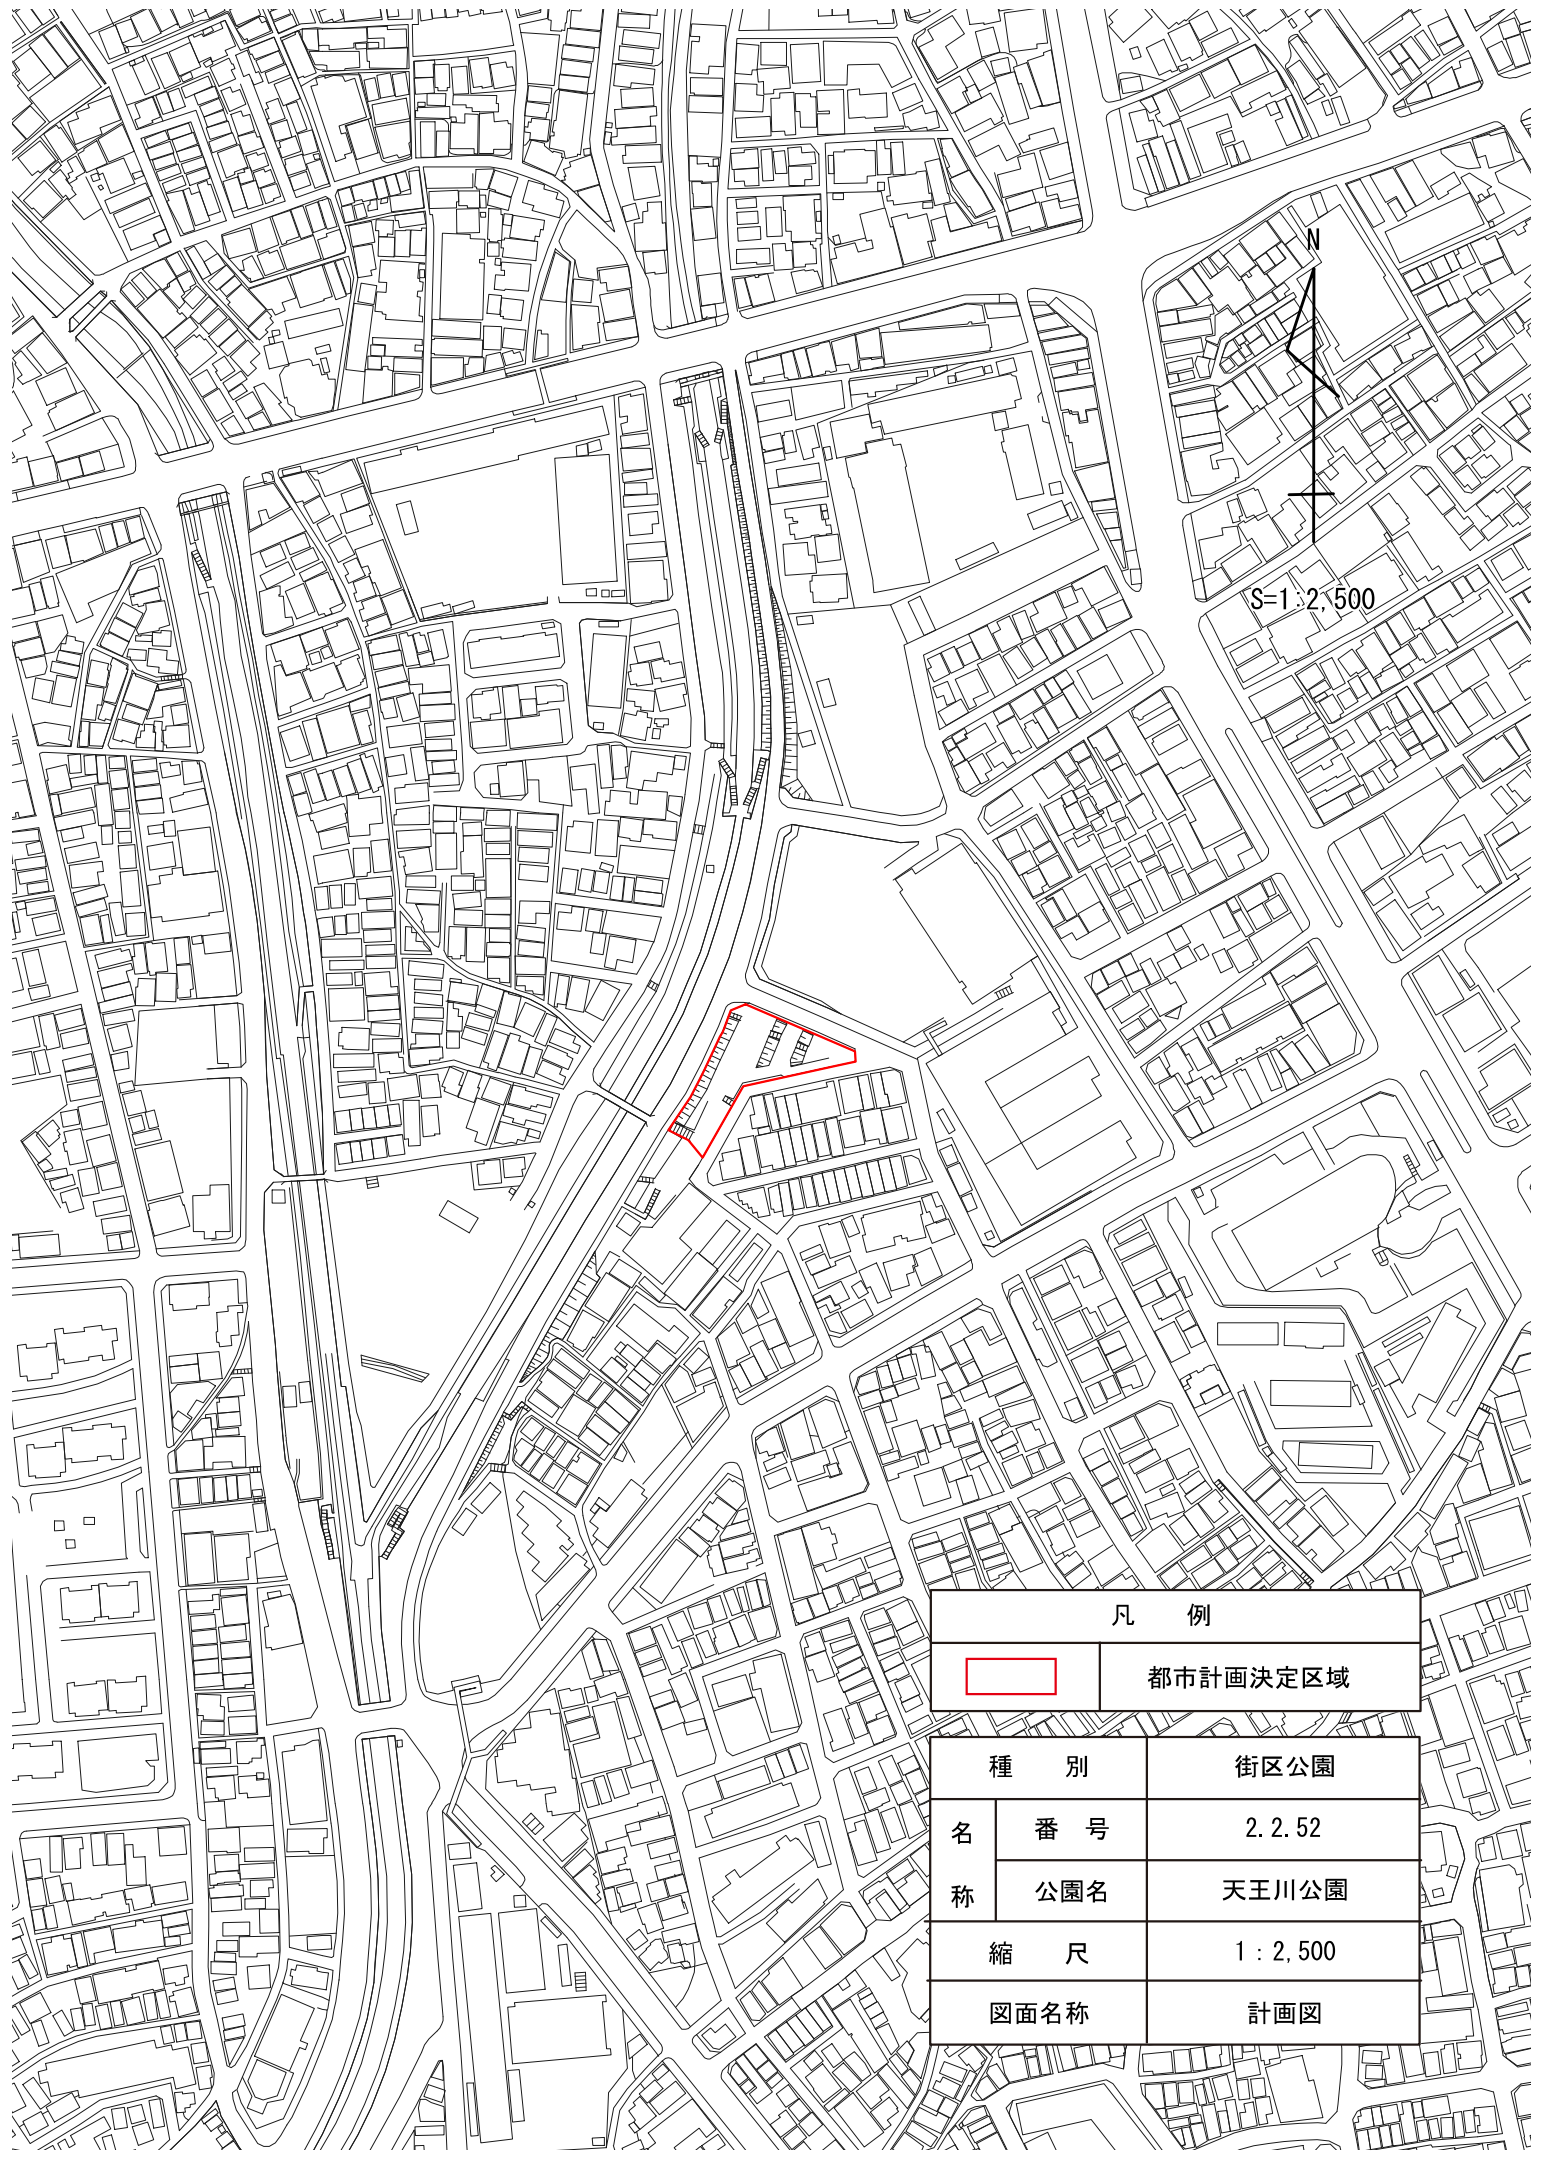 N
S=1:2,500
凡 例
都市計画決定区域
種 別 街区公園
名称 番 号 2.2.52
公園名 天王川公園
縮 尺 1:2,500
図面名称 計画図